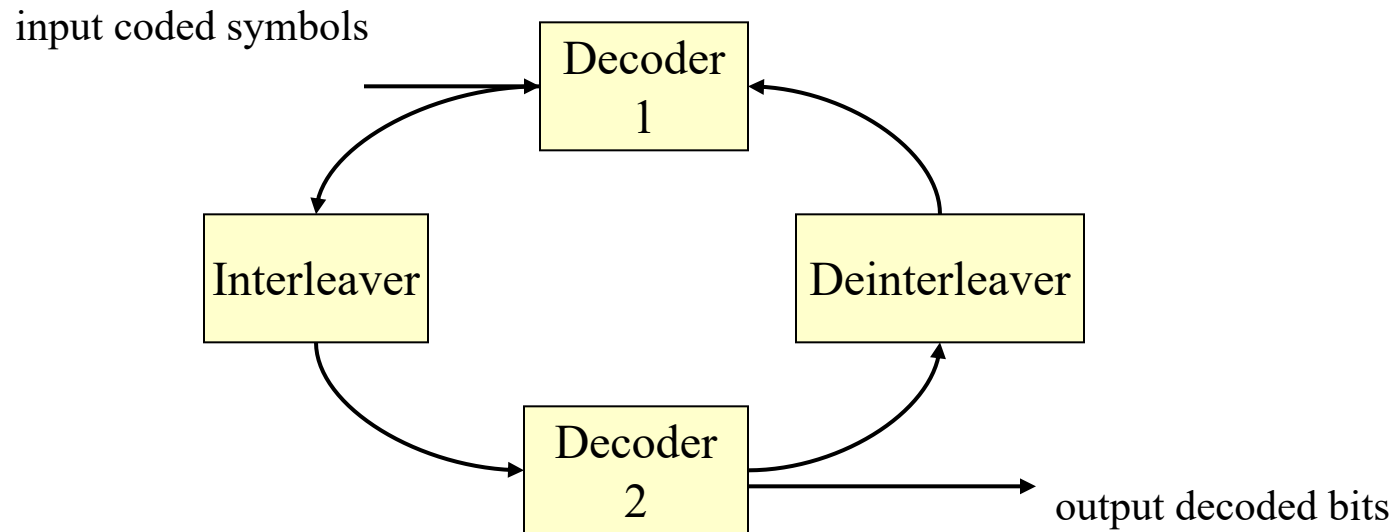 input coded symbols
Decoder
1
Interleaver
Deinterleaver
Decoder
2
output decoded bits